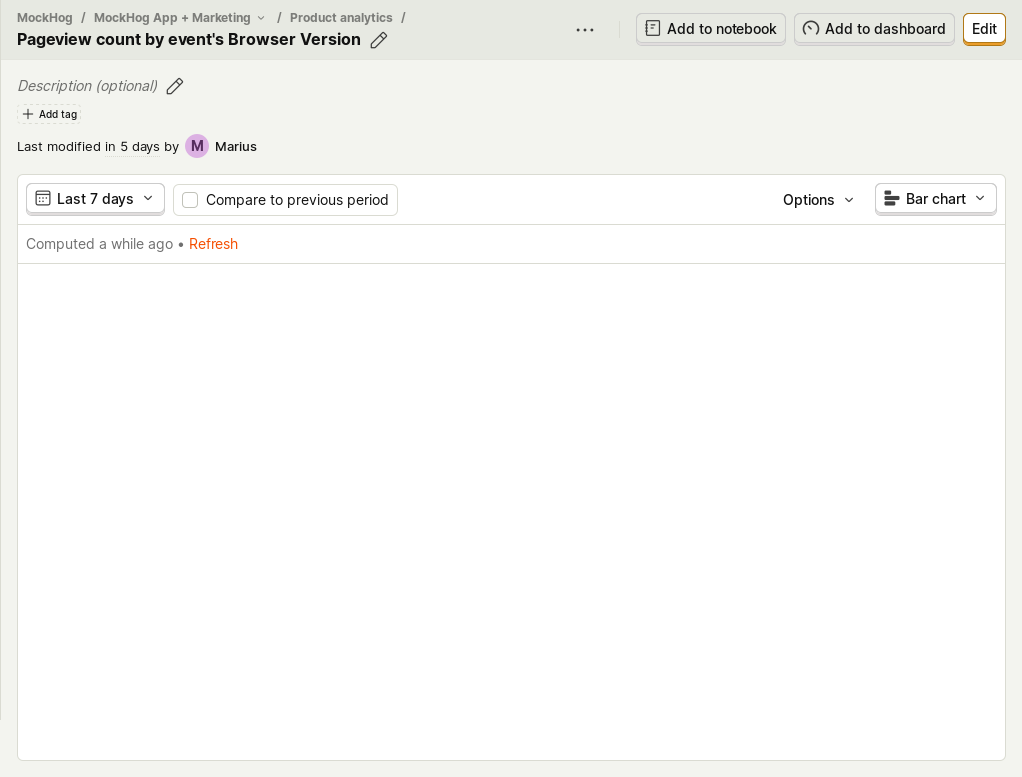 MockHog / MockHog App + Marketing / Product analytics /
Pageview count by event's Browser Version
Add to notebook
Add to dashboard
Edit
Description (optional)
Add tag
Last modified in 5 days by M Marius
Last 7 days
Compare to previous period
Options
Bar chart
Computed a while ago • Refresh